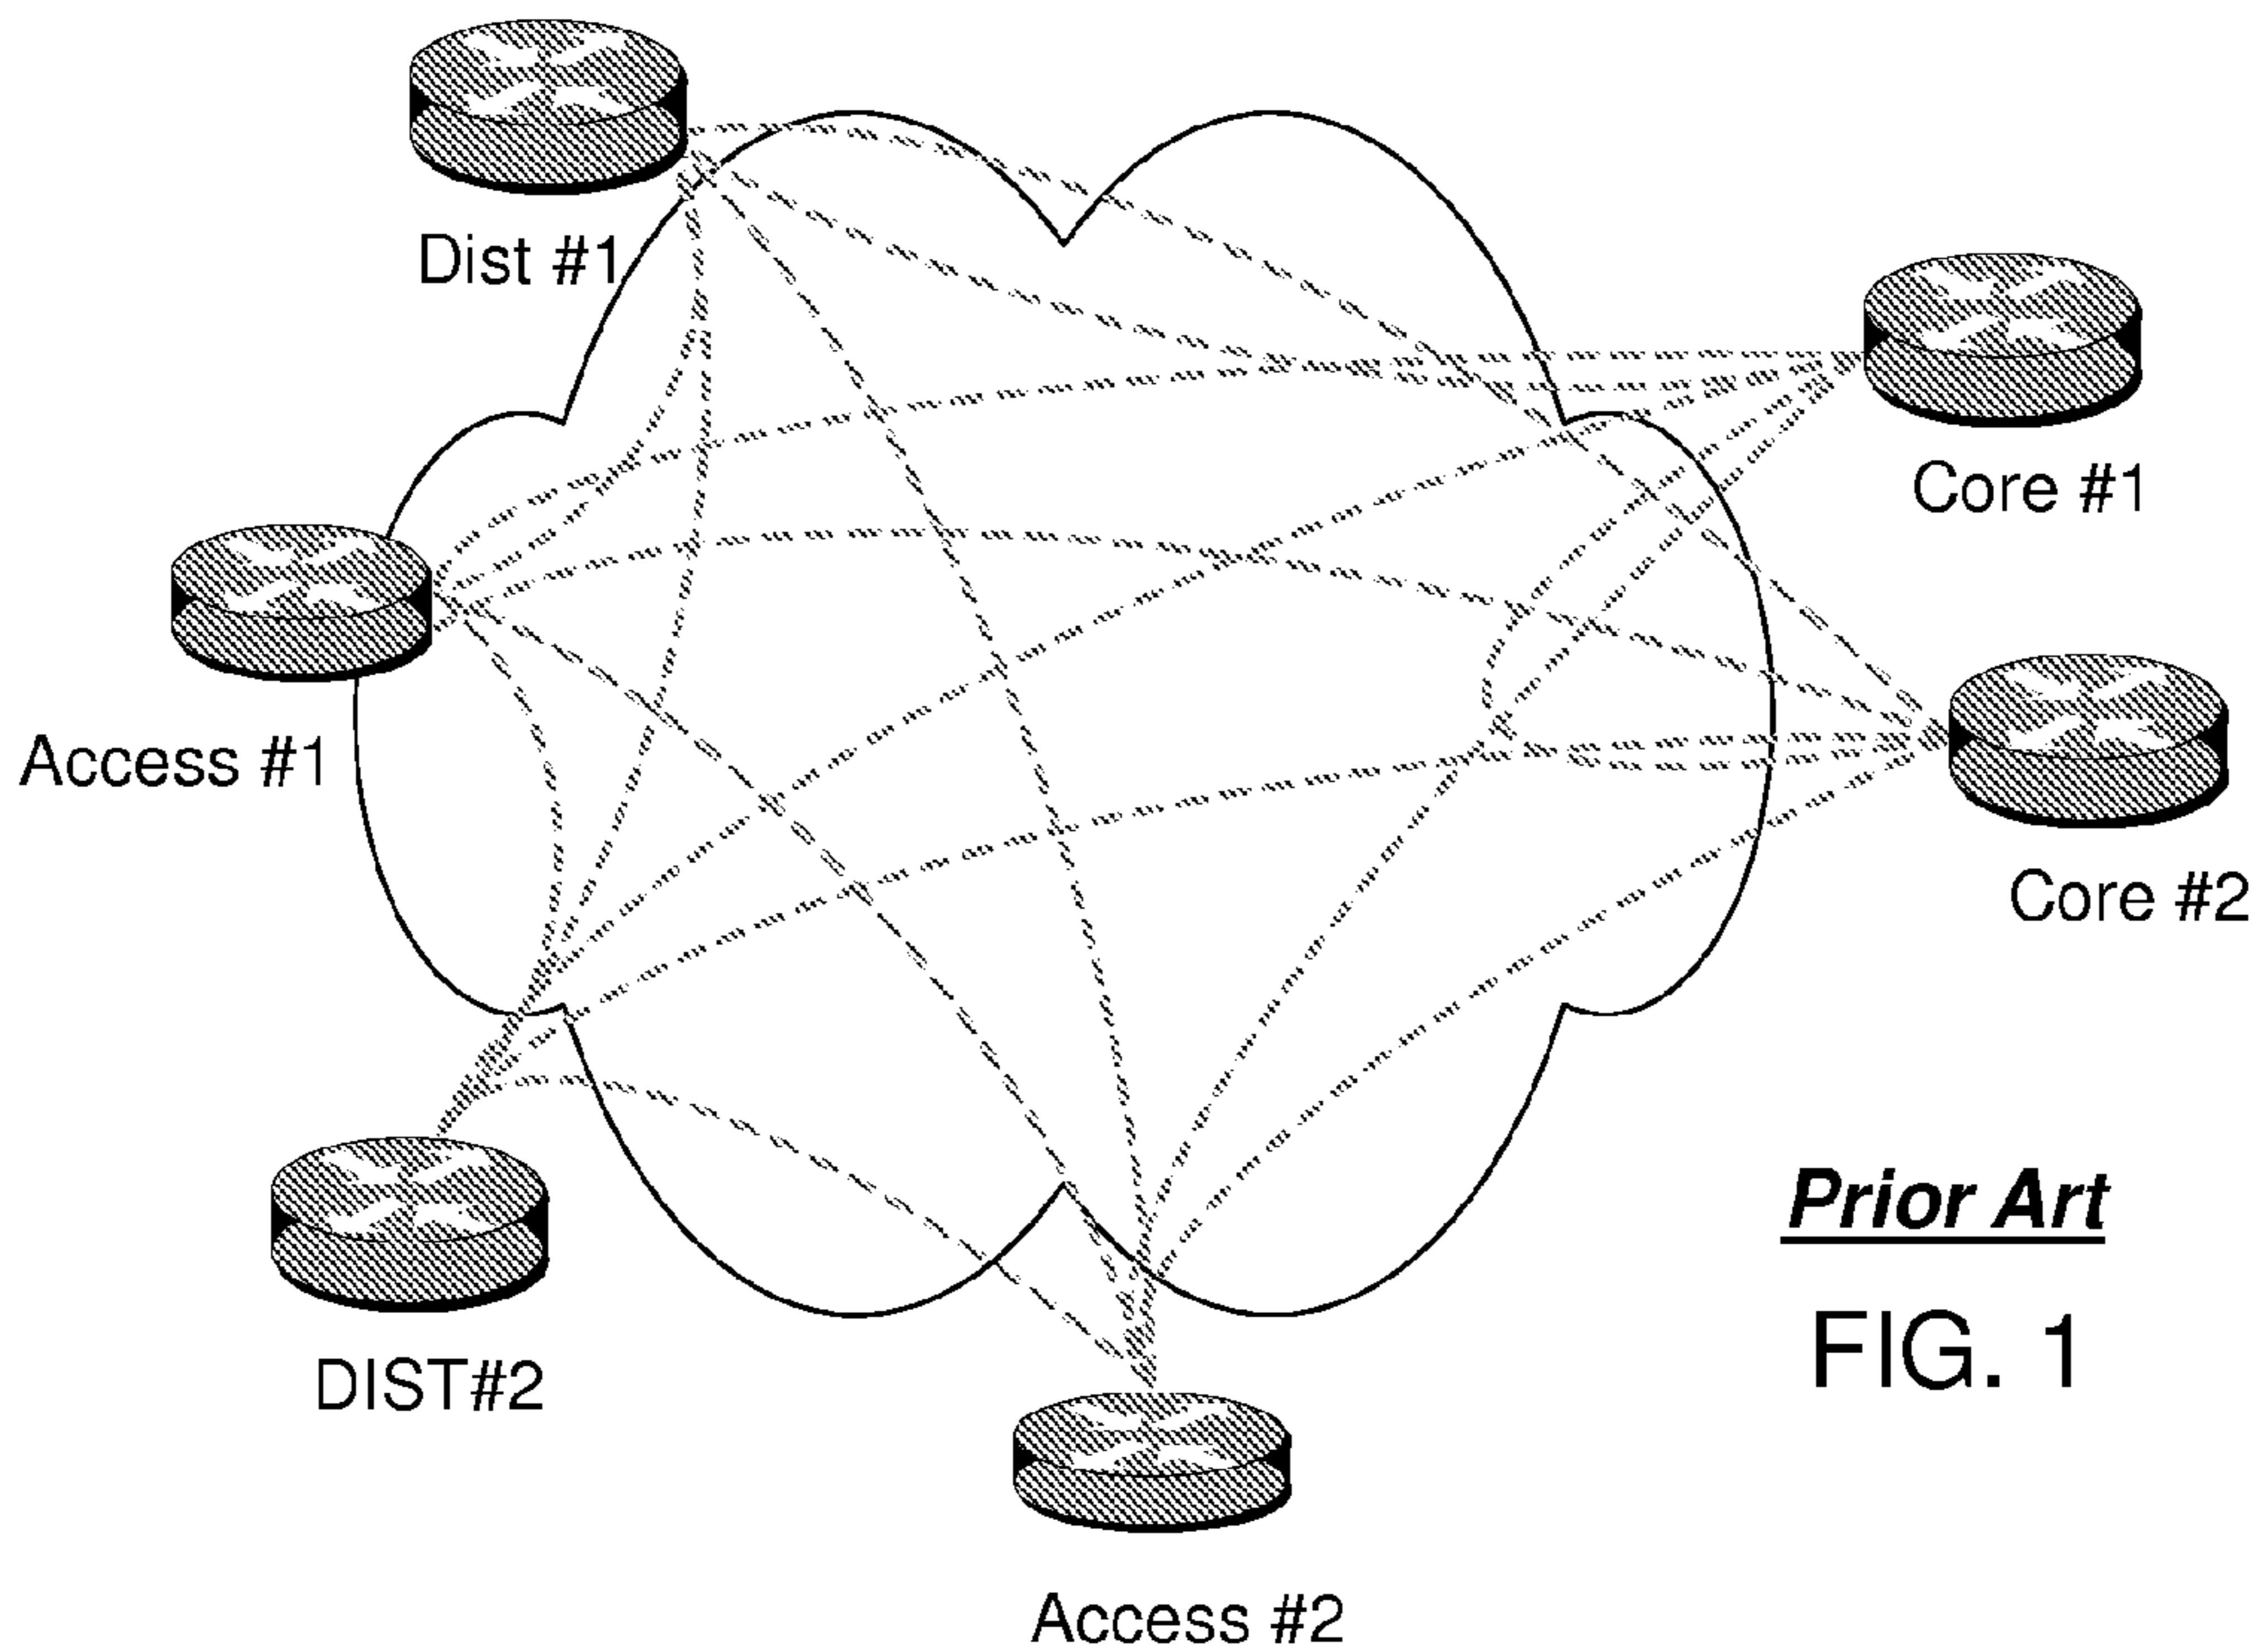 Dist #1
Core #1
Access #1
Core #2
Prior Art
FIG. 1
DIST#2
Access #2